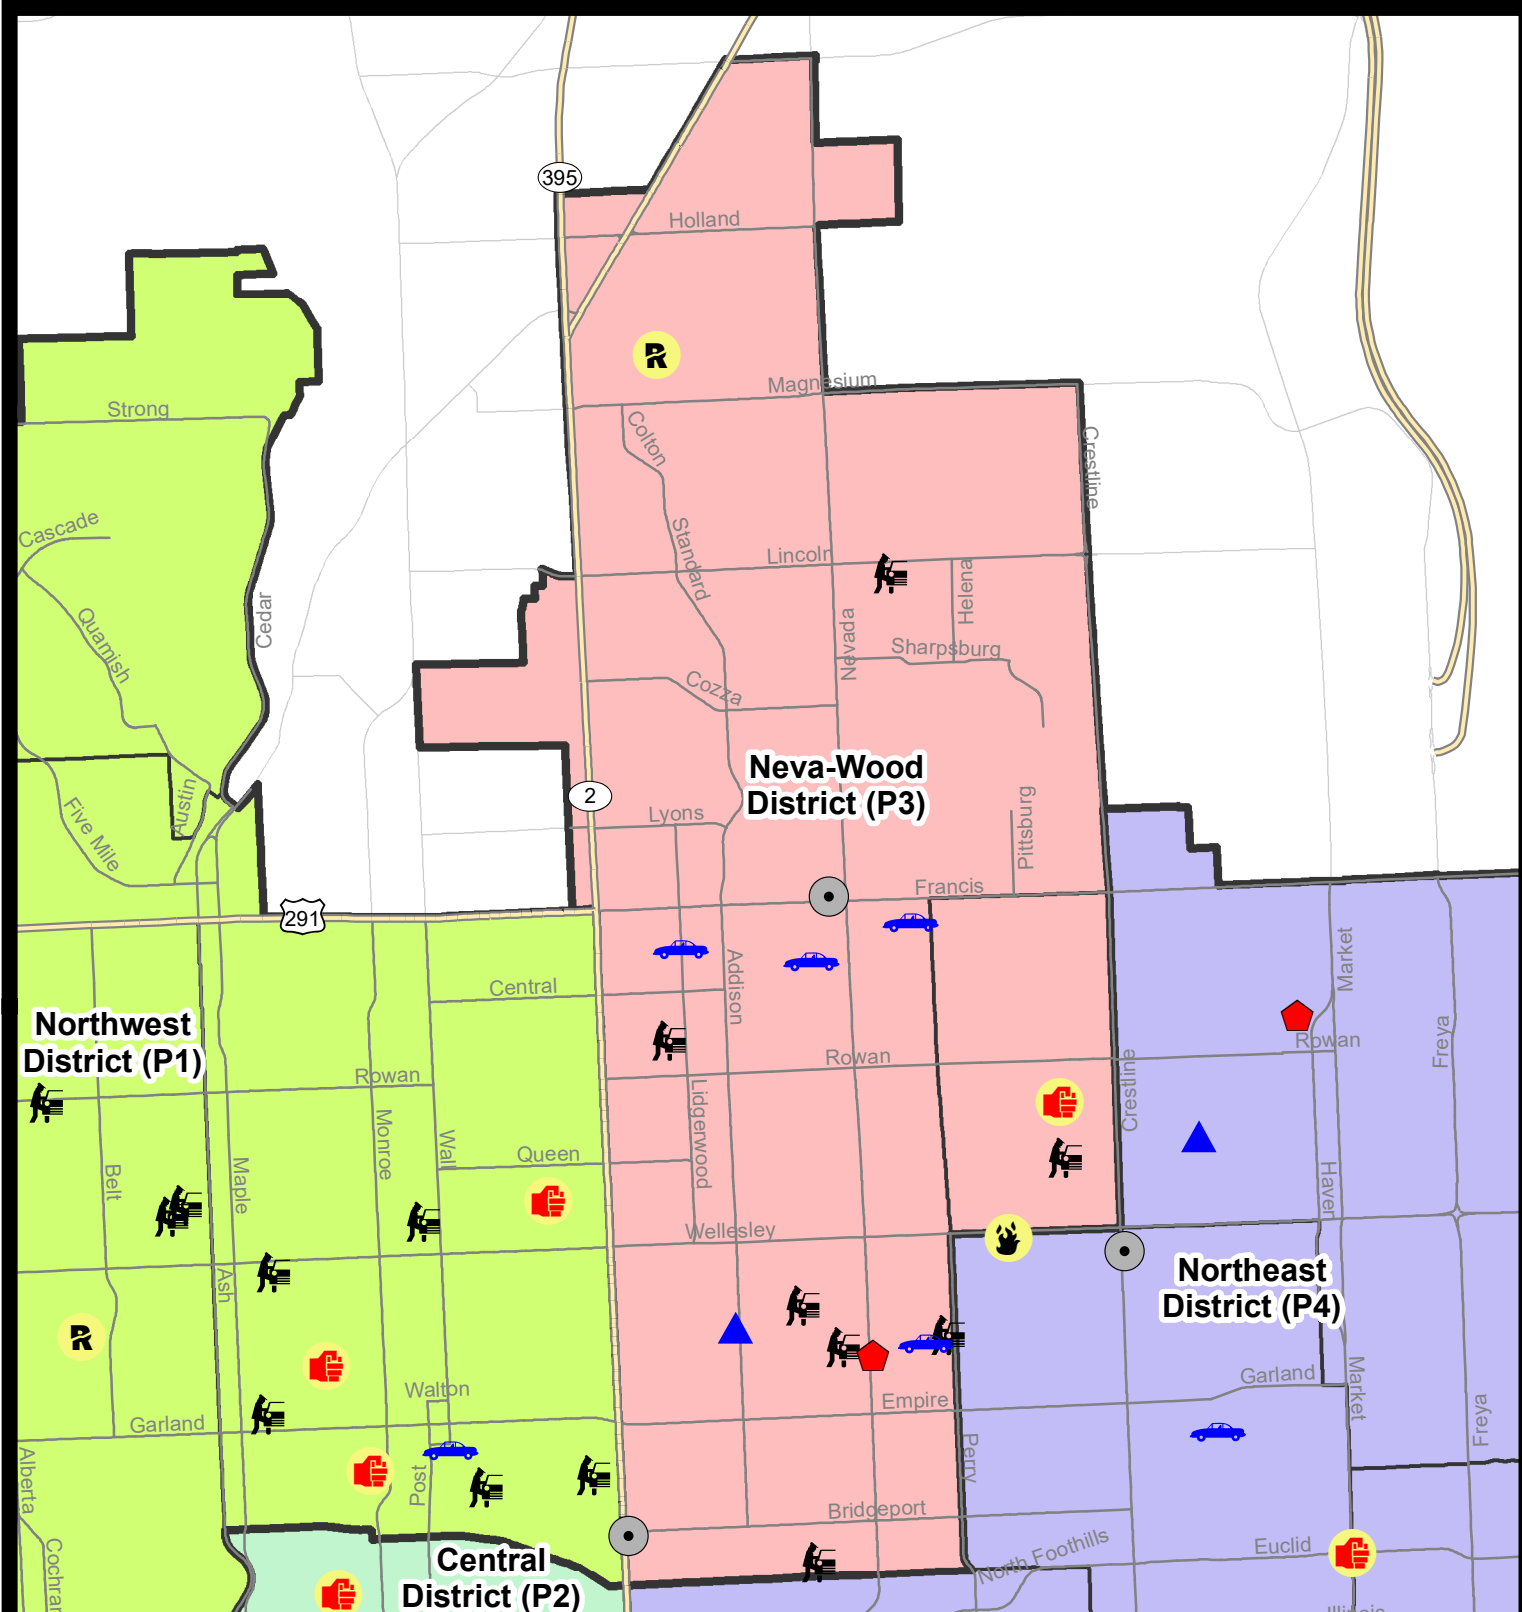 395
Holland
R
Magnesium
Strong
Colton
Crestline
Cascade
Standard
Lincoln
Helena
Quamish
Cedar
Nevada
Sharpsburg
Cozza
Neva-Wood
District (P3)
2
Lyons
Pittsburg
Austin
Five Mile
Francis
291
Market
Addison
Central
Northwest
District (P1)
Freya
Rowan
Rowan
Rowan
Crestline
Lidgerwood
Monroe
Wall
Queen
Belt
Maple
Haven
Wellesley
Northeast
District (P4)
Ash
R
Garland
Market
Walton
Empire
Garland
Freya
Perry
Post
Alberta
Bridgeport
North Foothills
Euclid
Central
District (P2)
Cochran
Illinois